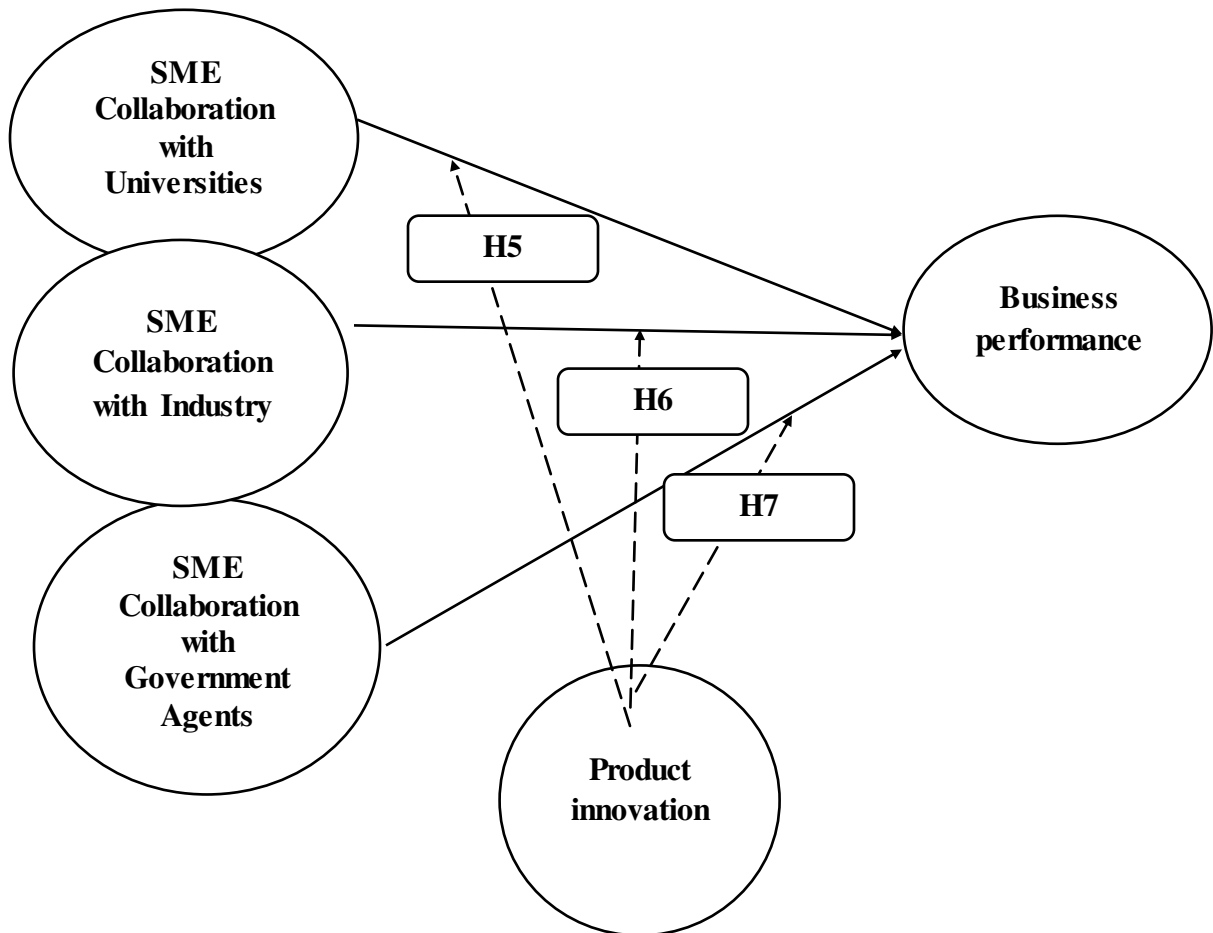 SME
Collaboration
with
Universities
H5
SME
Collaboration
with Industry
Business
performance
H6
H7
SME
Collaboration
with
Government
Agents
Product
innovation